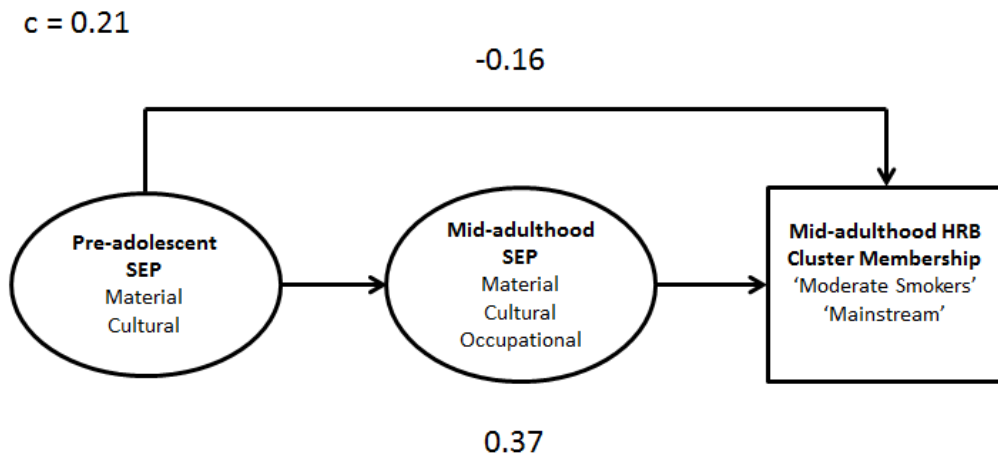 c = 0.21
-0.16
Pre-adolescent
SEP
Material
Cultural
Mid-adulthood
SEP
Material
Cultural
Occupational
Mid-adulthood HRB
Cluster Membership
‘Moderate Smokers’
‘Mainstream’
0.37